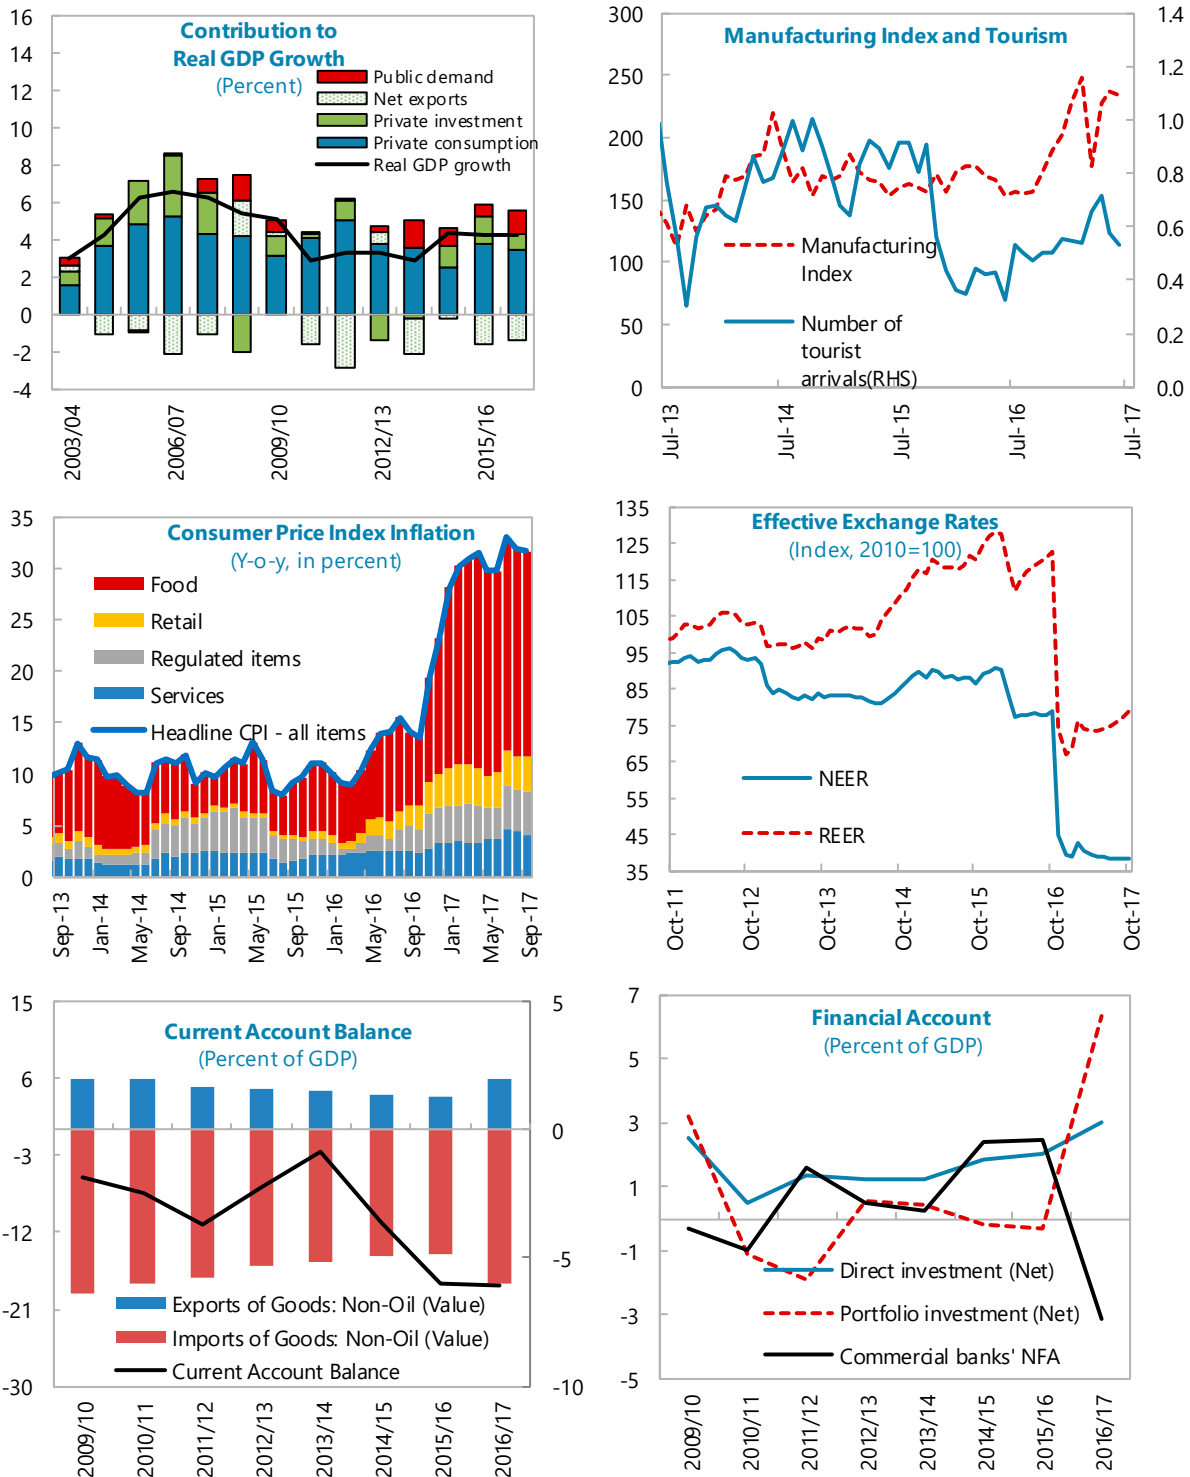 Contribution to
Real GDP Growth
(Percent)
16
14
12
10
8
6
4
2
0
-2
-4
Public demand
Net exports
Private investment
Private consumption
Real GDP growth
2003/04
2006/07
2009/10
2012/13
2015/16
Manufacturing Index and Tourism
300
250
200
150
100
50
0
1.4
1.2
1.0
0.8
0.6
0.4
0.2
0.0
Manufacturing
Index
Number of
tourist
arrivals(RHS)
Jul-13
Jul-14
Jul-15
Jul-16
Jul-17
Consumer Price Index Inflation
(Y-o-y, in percent)
35
30
25
20
15
10
5
0
Food
Retail
Regulated items
Services
Headline CPI - all items
Sep-13
Jan-14
May-14
Sep-14
Jan-15
May-15
Sep-15
Jan-16
May-16
Sep-16
Jan-17
May-17
Sep-17
Effective Exchange Rates
(Index, 2010=100)
135
125
115
105
95
85
75
65
55
45
35
NEER
REER
Oct-11
Oct-12
Oct-13
Oct-14
Oct-15
Oct-16
Oct-17
Current Account Balance
(Percent of GDP)
15
6
-3
-12
-21
-30
5
0
-5
-10
Exports of Goods: Non-Oil (Value)
Imports of Goods: Non-Oil (Value)
Current Account Balance
2009/10
2010/11
2011/12
2012/13
2013/14
2014/15
2015/16
2016/17
Financial Account
(Percent of GDP)
7
5
3
1
-1
-3
-5
Direct investment (Net)
Portfolio investment (Net)
Commercial banks' NFA
2009/10
2010/11
2011/12
2012/13
2013/14
2014/15
2015/16
2016/17